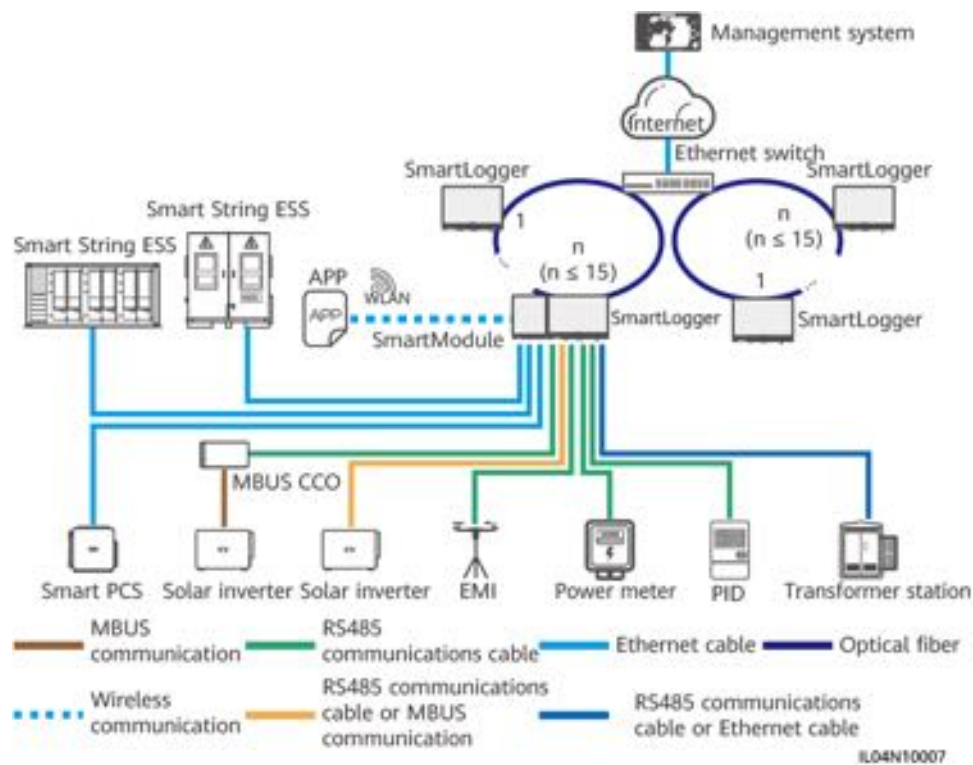 Management system
Internet
Ethernet switch
SmartLogger
SmartLogger
Smart String ESS
Smart String ESS
1
n
(n ≤ 15)
n
(n ≤ 15)
1
APP
WLAN
APP
SmartModule
SmartLogger
SmartLogger
MBUS CCO
Smart PCS
Solar inverter
Solar inverter
EMI
Power meter
PID
Transformer station
MBUS
communication
RS485
communications cable
Ethernet cable
Optical fiber
Wireless
communication
RS485 communications
cable or MBUS
communication
RS485 communications
cable or Ethernet cable
IL04N10007